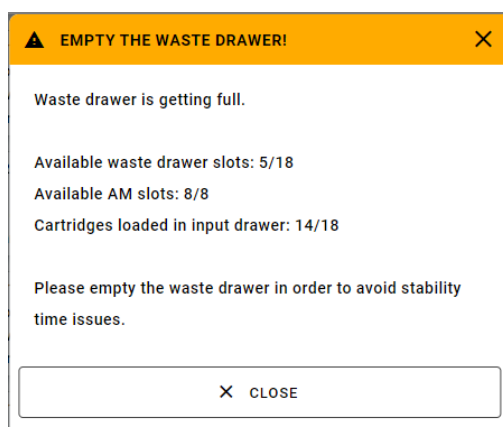 EMPTY THE WASTE DRAWER!
Waste drawer is getting full.
Available waste drawer slots: 5/18
Available AM slots: 8/8
Cartridges loaded in input drawer: 14/18
Please empty the waste drawer in order to avoid stability
time issues.
CLOSE